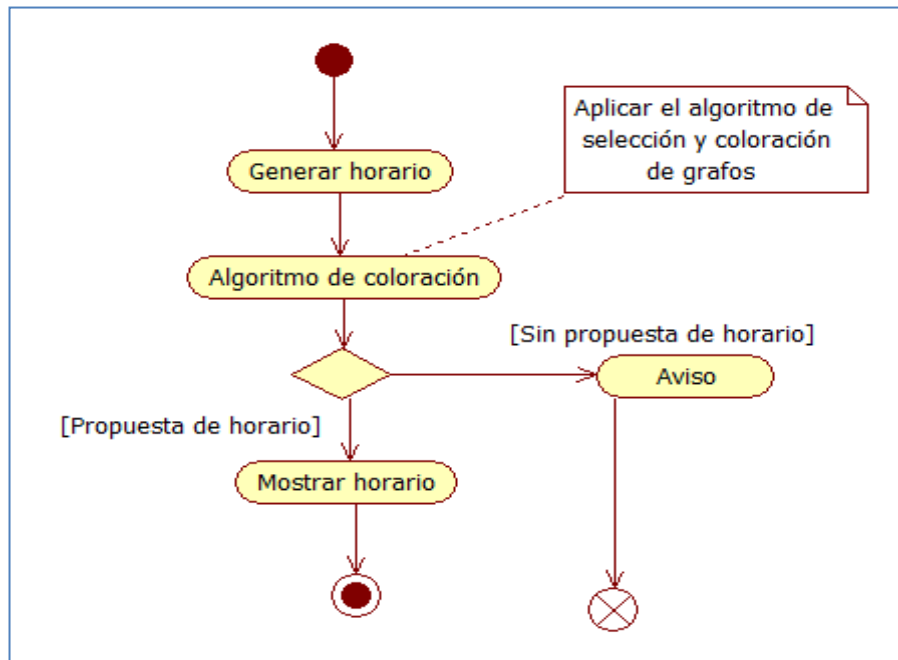 Aplicar el algoritmo de
selección y coloración
de grafos
Generar horario
Algoritmo de coloración
[Sin propuesta de horario]
Aviso
[Propuesta de horario]
Mostrar horario